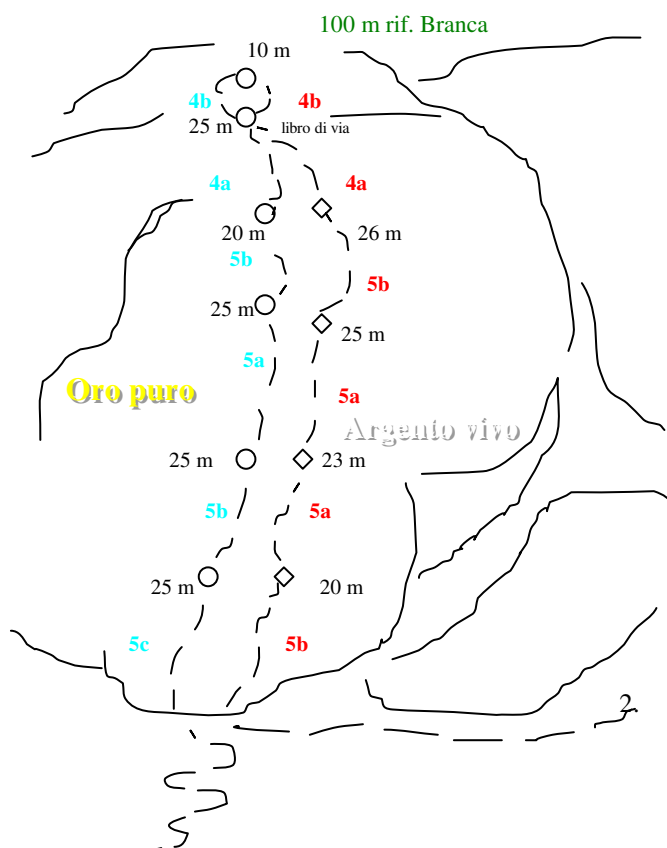 100 m rif. Branca
10 m
4b 4b
25 m libro di via
4a 4a
20 m 26 m
5b 5b
25 m 25 m
5a
Oro puro 5a
Argento vivo
25 m 23 m
5b 5a
25 m 20 m
5c 5b
2